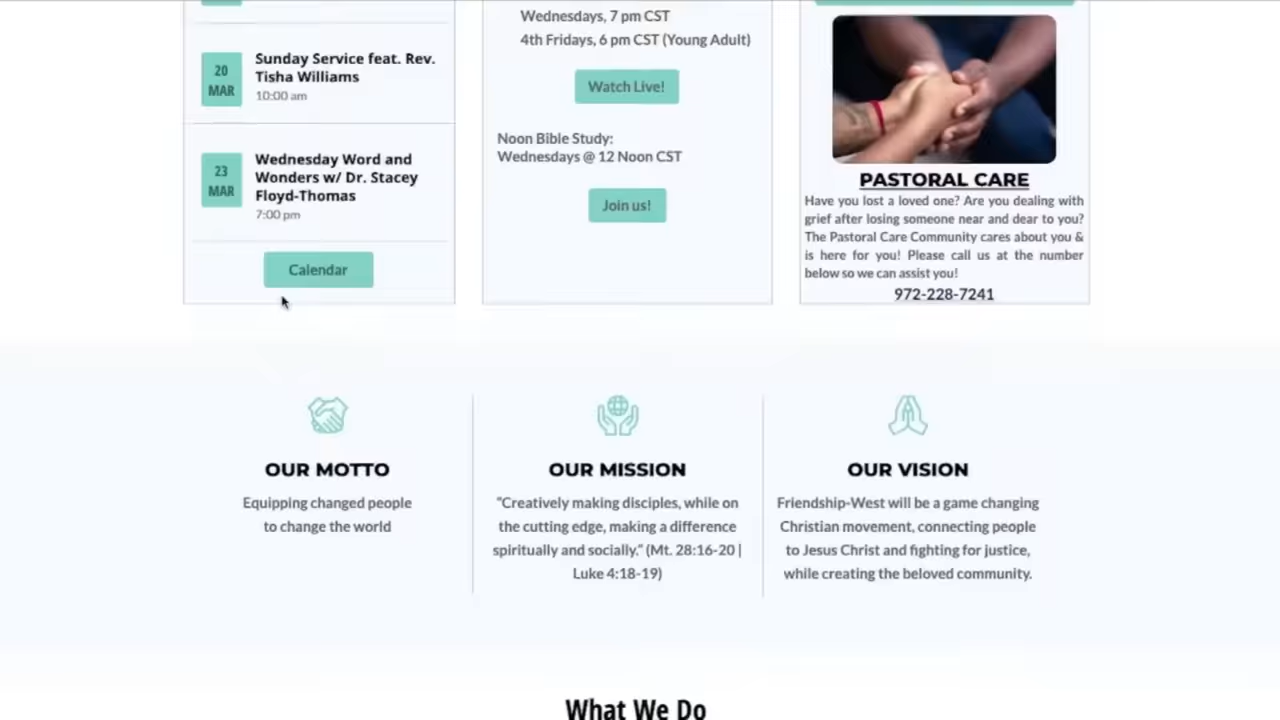 20
MAR
Sunday Service feat. Rev.
Tisha Williams
10:00 am
23
MAR
Wednesday Word and
Wonders w/ Dr. Stacey
Floyd-Thomas
7:00 pm
Calendar
Wednesdays, 7 pm CST
4th Fridays, 6 pm CST (Young Adult)
Watch Live!
Noon Bible Study:
Wednesdays @ 12 Noon CST
Join us!
PASTORAL CARE
Have you lost a loved one? Are you dealing with
grief after losing someone near and dear to you?
The Pastoral Care Community cares about you &
is here for you! Please call us at the number
below so we can assist you!
972-228-7241
OUR MOTTO
Equipping changed people
to change the world
OUR MISSION
"Creatively making disciples, while on
the cutting edge, making a difference
spiritually and socially." (Mt. 28:16-20 |
Luke 4:18-19)
OUR VISION
Friendship-West will be a game changing
Christian movement, connecting people
to Jesus Christ and fighting for justice,
while creating the beloved community.
What We Do